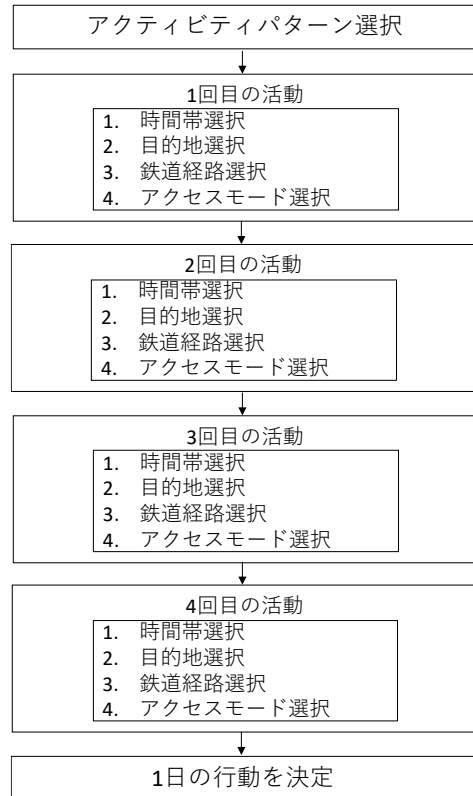 アクティビティパターン選択
1回目の活動
1. 時間帯選択
2. 目的地選択
3. 鉄道経路選択
4. アクセスモード選択
2回目の活動
1. 時間帯選択
2. 目的地選択
3. 鉄道経路選択
4. アクセスモード選択
3回目の活動
1. 時間帯選択
2. 目的地選択
3. 鉄道経路選択
4. アクセスモード選択
4回目の活動
1. 時間帯選択
2. 目的地選択
3. 鉄道経路選択
4. アクセスモード選択
1日の行動を決定